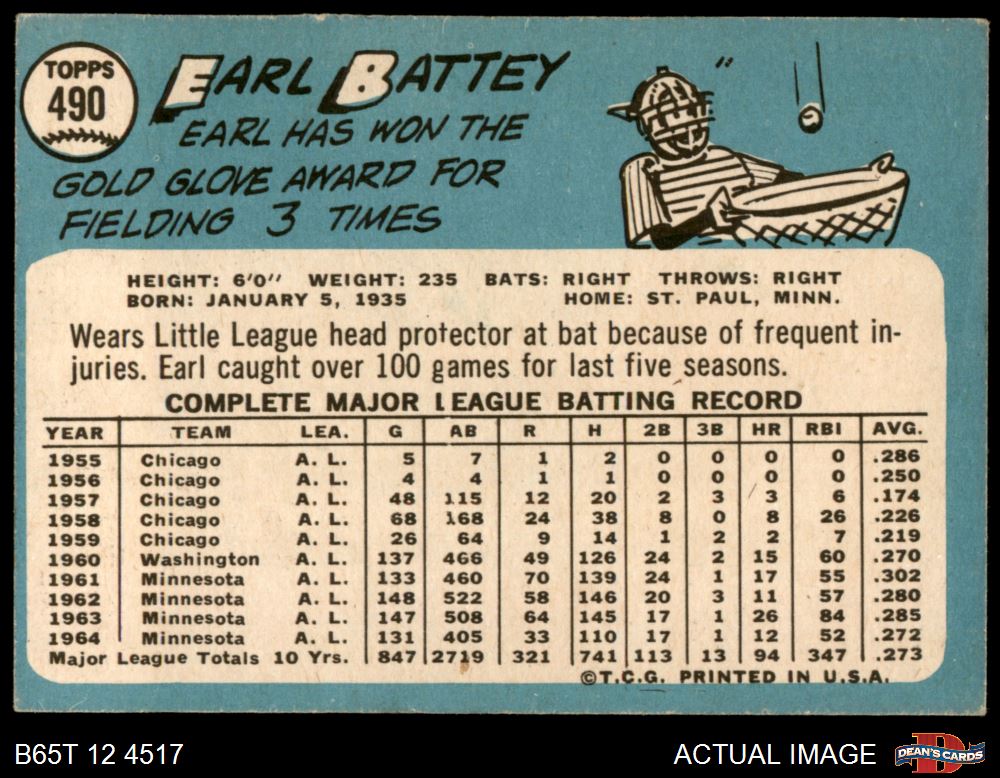 TOPPS
490
EARL BATTEY
EARL HAS WON THE
GOLD GLOVE AWARD FOR
FIELDING 3 TIMES
HEIGHT: 6'0" WEIGHT: 235 BATS: RIGHT THROWS: RIGHT
BORN: JANUARY 5, 1935 HOME: ST. PAUL, MINN.
Wears Little League head protector at bat because of frequent in-
juries. Earl caught over 100 games for last five seasons.
COMPLETE MAJOR LEAGUE BATTING RECORD
YEAR TEAM LEA. G AB R H 2B 3B HR RBI AVG.
1955 Chicago A. L. 5 7 1 2 0 0 0 0 .286
1956 Chicago A. L. 4 4 1 1 0 0 0 0 .250
1957 Chicago A. L. 48 115 12 20 2 3 3 6 .174
1958 Chicago A. L. 68 168 24 38 8 0 8 26 .226
1959 Chicago A. L. 26 64 9 14 1 2 2 7 .219
1960 Washington A. L. 137 466 49 126 24 2 15 60 .270
1961 Minnesota A. L. 133 460 70 139 24 1 17 55 .302
1962 Minnesota A. L. 148 522 58 146 20 3 11 57 .280
1963 Minnesota A. L. 147 508 64 145 17 1 26 84 .285
1964 Minnesota A. L. 131 405 33 110 17 1 12 52 .272
Major League Totals 10 Yrs. 847 2719 321 741 113 13 94 347 .273
©T.C.G. PRINTED IN U.S.A.
B65T 12 4517 ACTUAL IMAGE DEAN'S CARDS